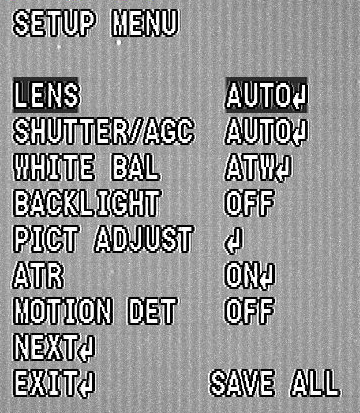 SETUP MENU
LENS AUTO↲
SHUTTER/AGC AUTO↲
WHITE BAL ATW↲
BACKLIGHT OFF
PICT ADJUST ↲
ATR ON↲
MOTION DET OFF
NEXT↲
EXIT↲ SAVE ALL